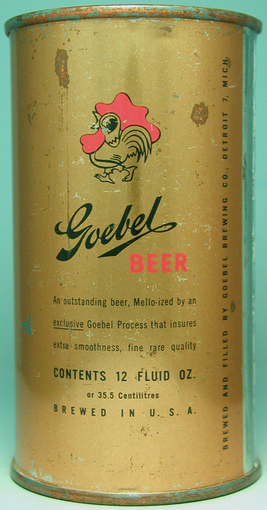 Goebel
BEER
An outstanding beer, Mello-ized by an
exclusive Goebel Process that insures
extra smoothness, fine rare quality
CONTENTS 12 FLUID OZ.
or 35.5 Centilitres
BREWED IN U.S.A.
BREWED AND FILLED BY GOEBEL BREWING CO., DETROIT 7, MICH.